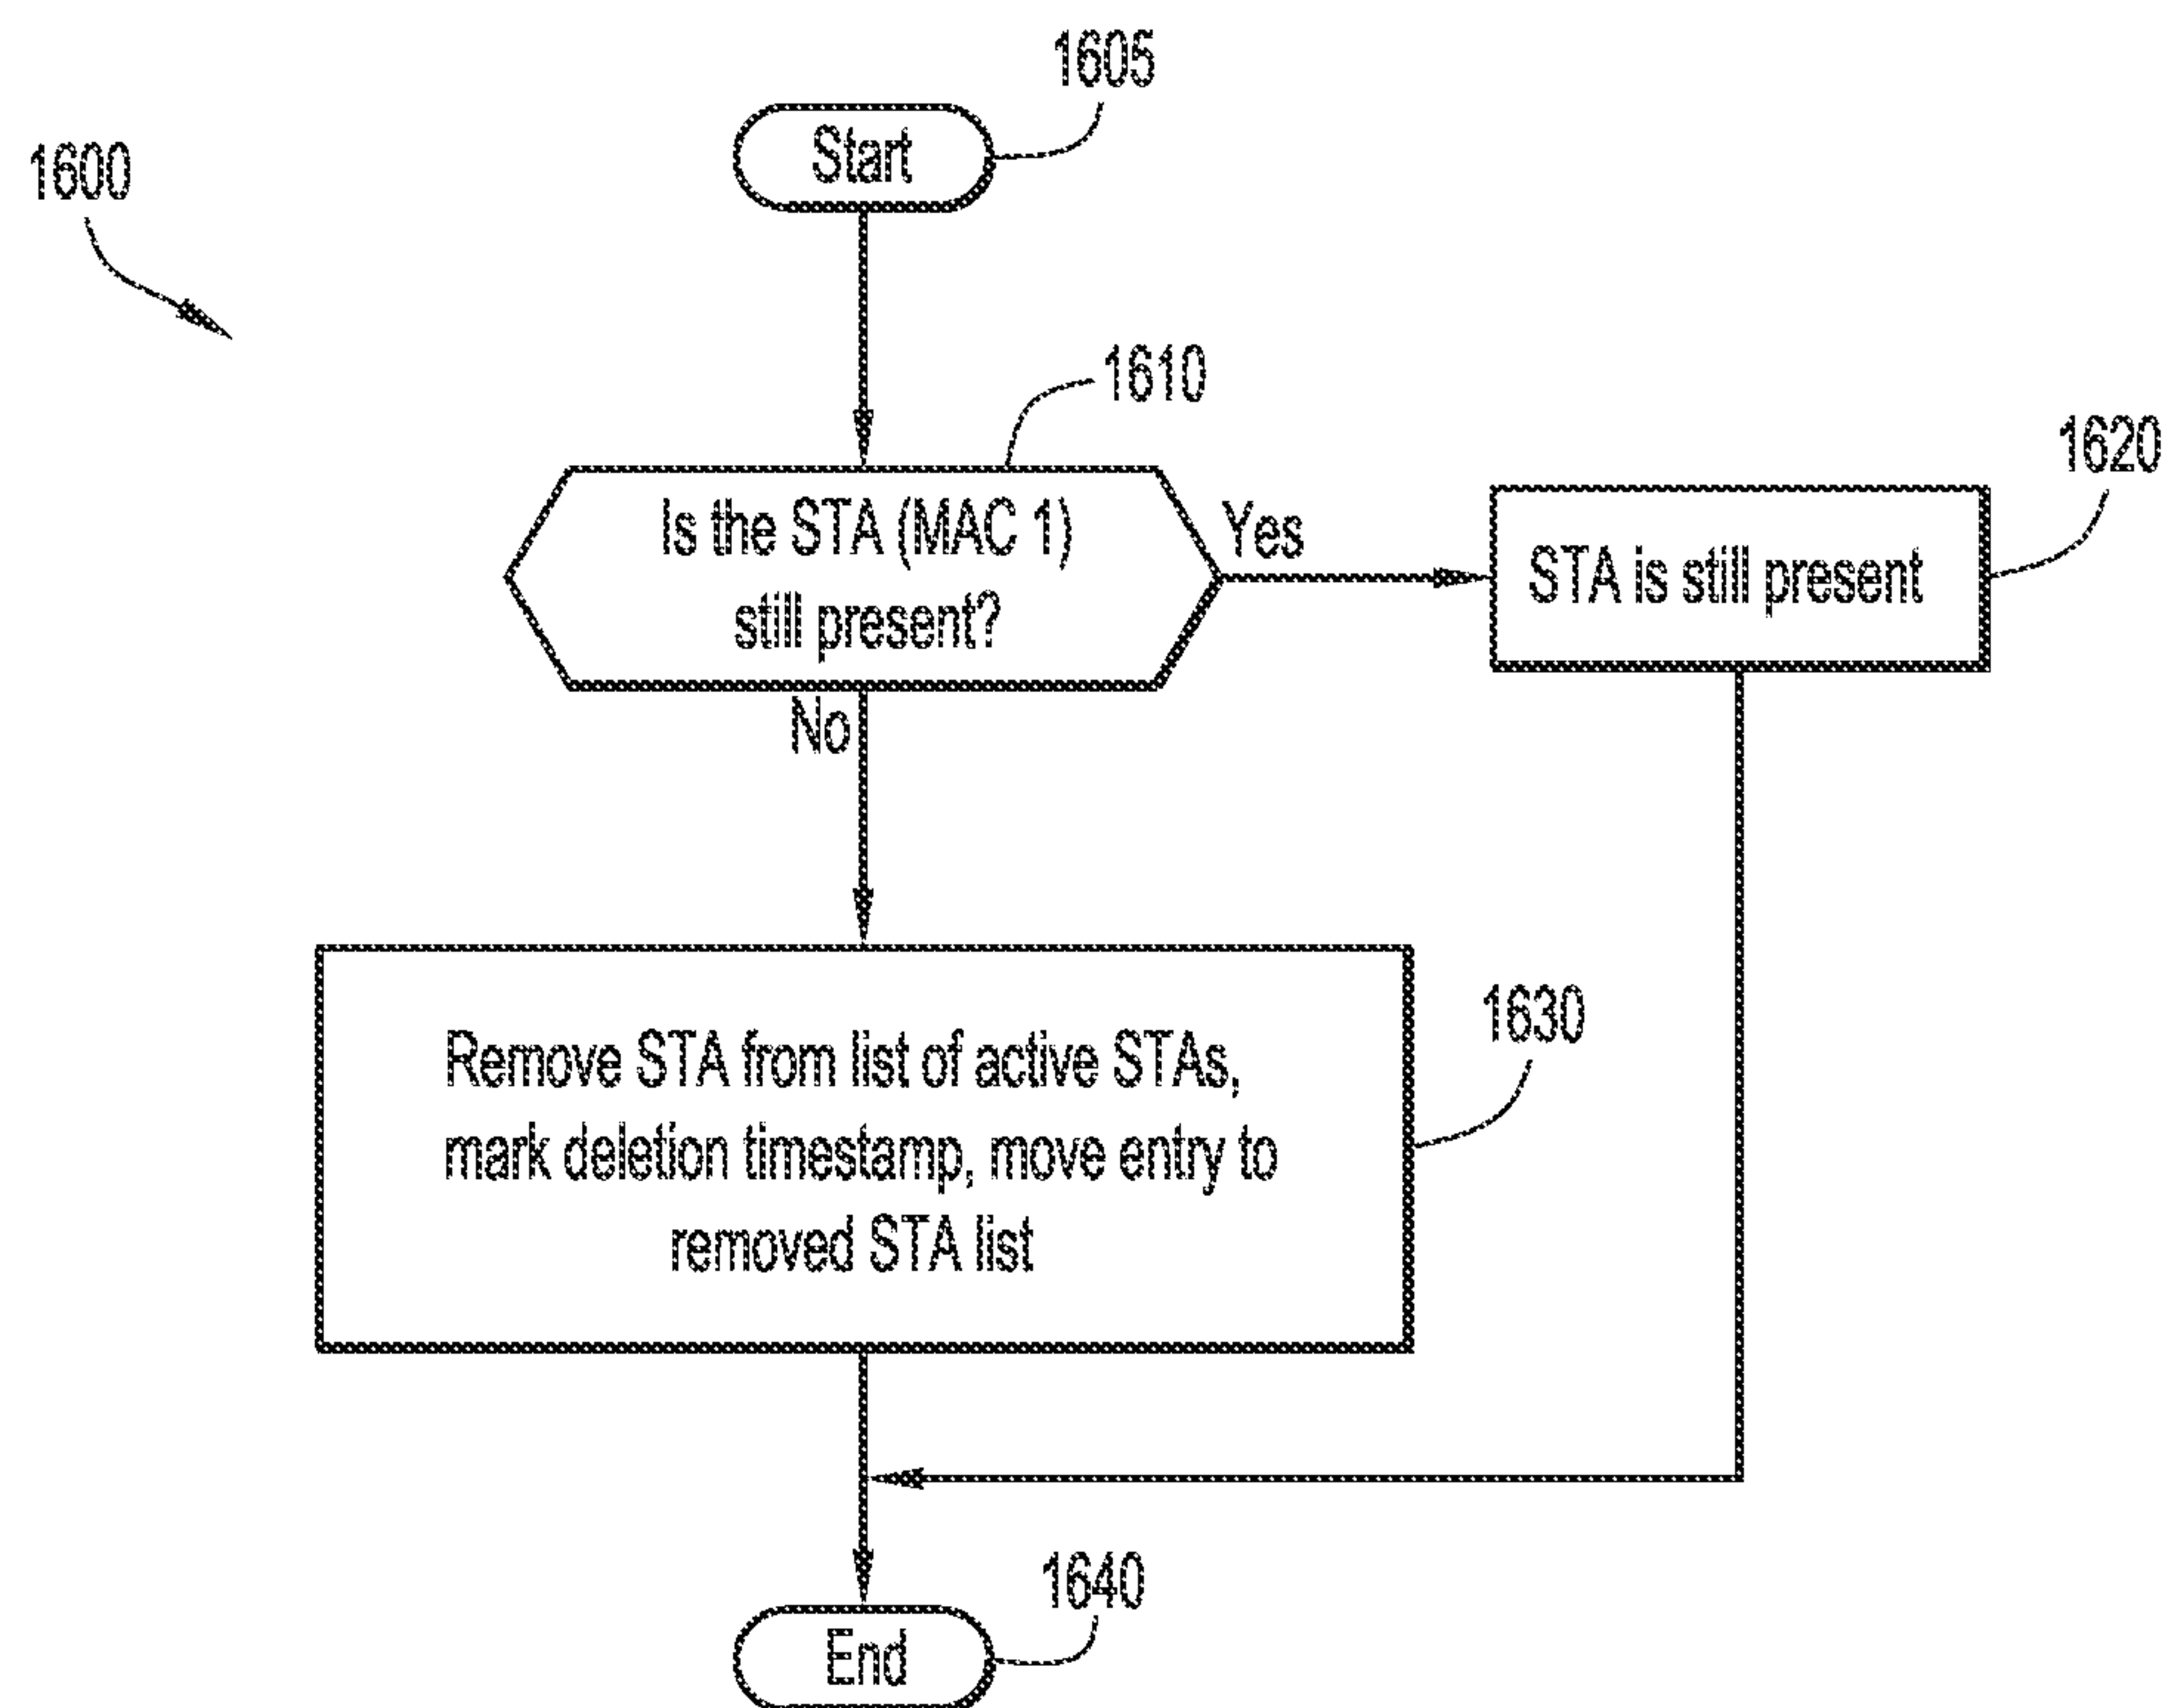 1605
Start
1600
1610
Is the STA (MAC 1)
still present?
Yes
1620
STA is still present
No
1630
Remove STA from list of active STAs,
mark deletion timestamp, move entry to
removed STA list
1640
End